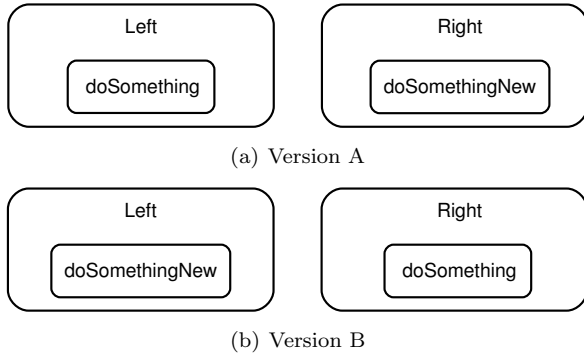 Left Right
doSomething doSomethingNew
(a) Version A
Left Right
doSomethingNew doSomething
(b) Version B